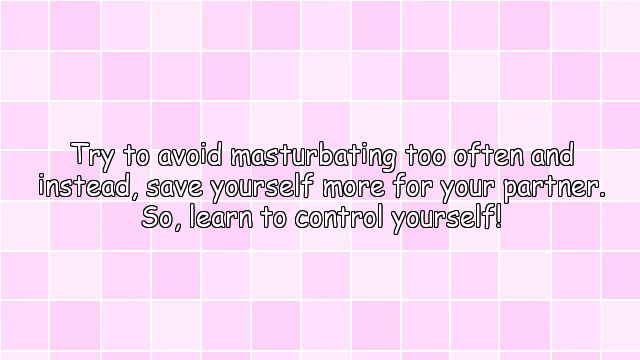 Try to avoid masturbating too often and
instead, save yourself more for your partner.
So, learn to control yourself!